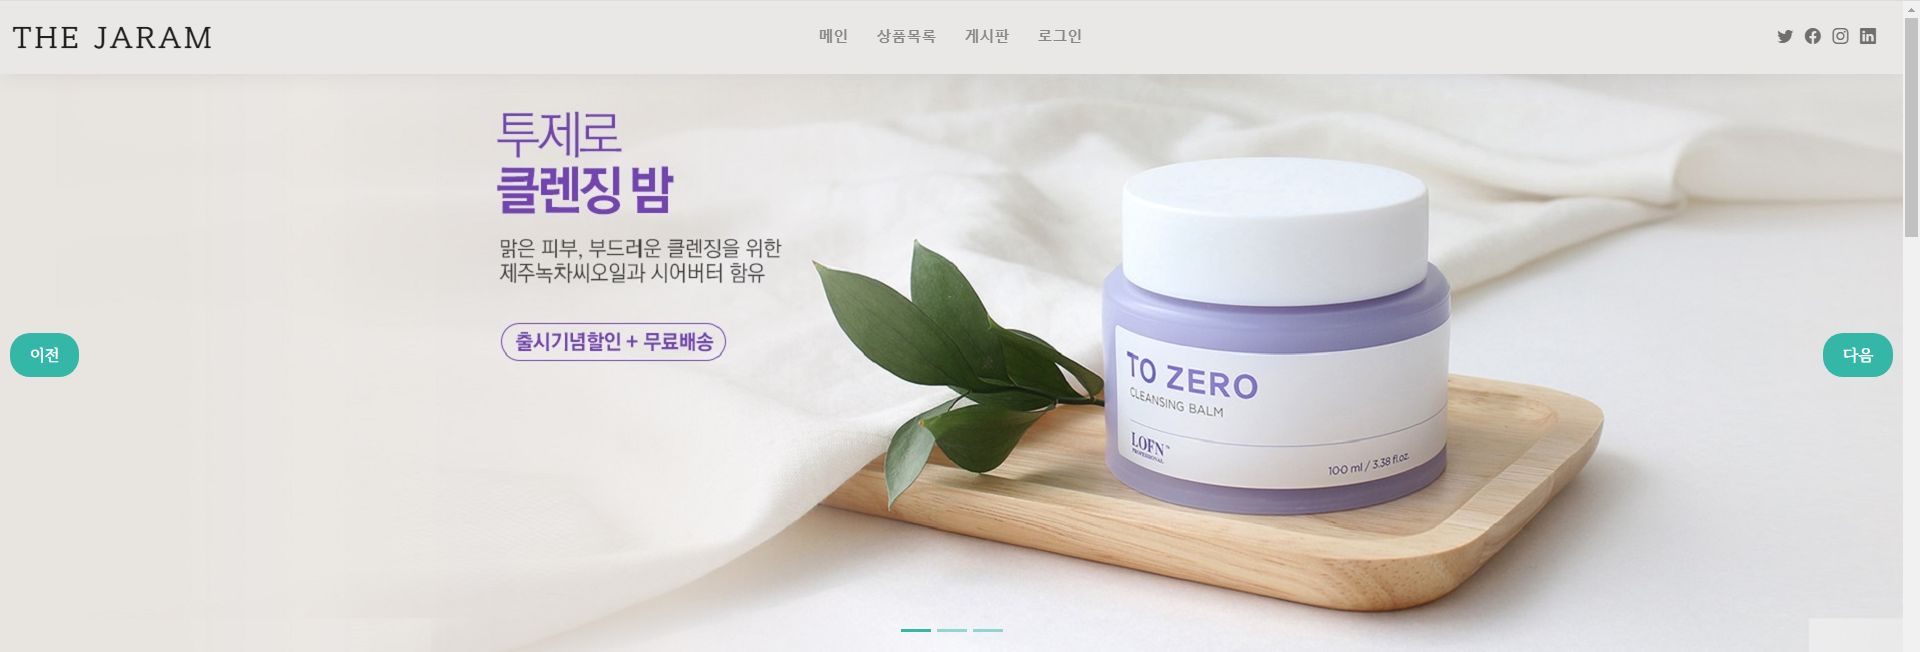 THE JARAM
메인 상품목록 게시판 로그인
투제로
클렌징 밤
맑은 피부, 부드러운 클렌징을 위한
제주녹차씨오일과 시어버터 함유
출시기념할인 + 무료배송
이전
다음
TO ZERO
CLEANSING BALM
LOFN™
PROFESSIONAL
100 ml / 3.38 fl.oz.